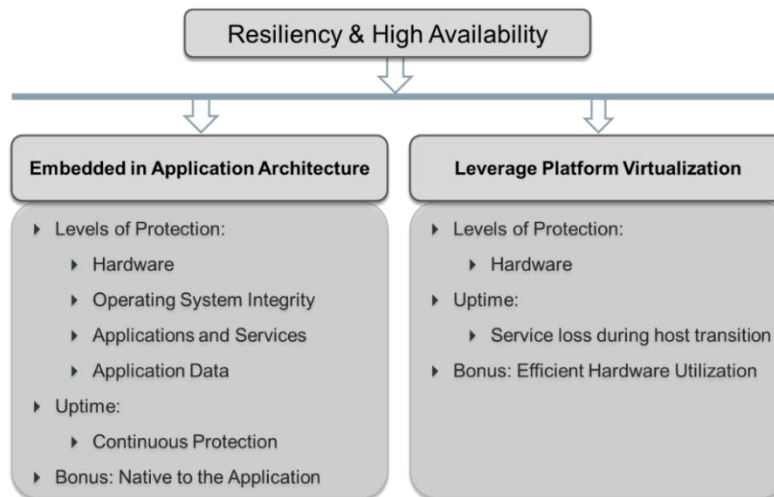 Resiliency & High Availability
Embedded in Application Architecture
Levels of Protection:
Hardware
Operating System Integrity
Applications and Services
Application Data
Uptime:
Continuous Protection
Bonus: Native to the Application
Leverage Platform Virtualization
Levels of Protection:
Hardware
Uptime:
Service loss during host transition
Bonus: Efficient Hardware Utilization